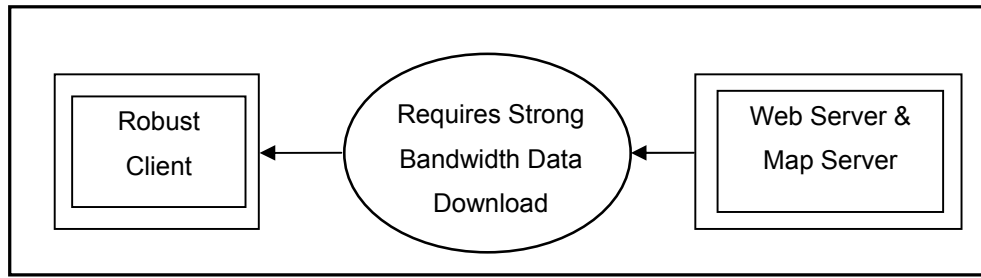 Robust
Client
Requires Strong
Bandwidth Data
Download
Web Server &
Map Server